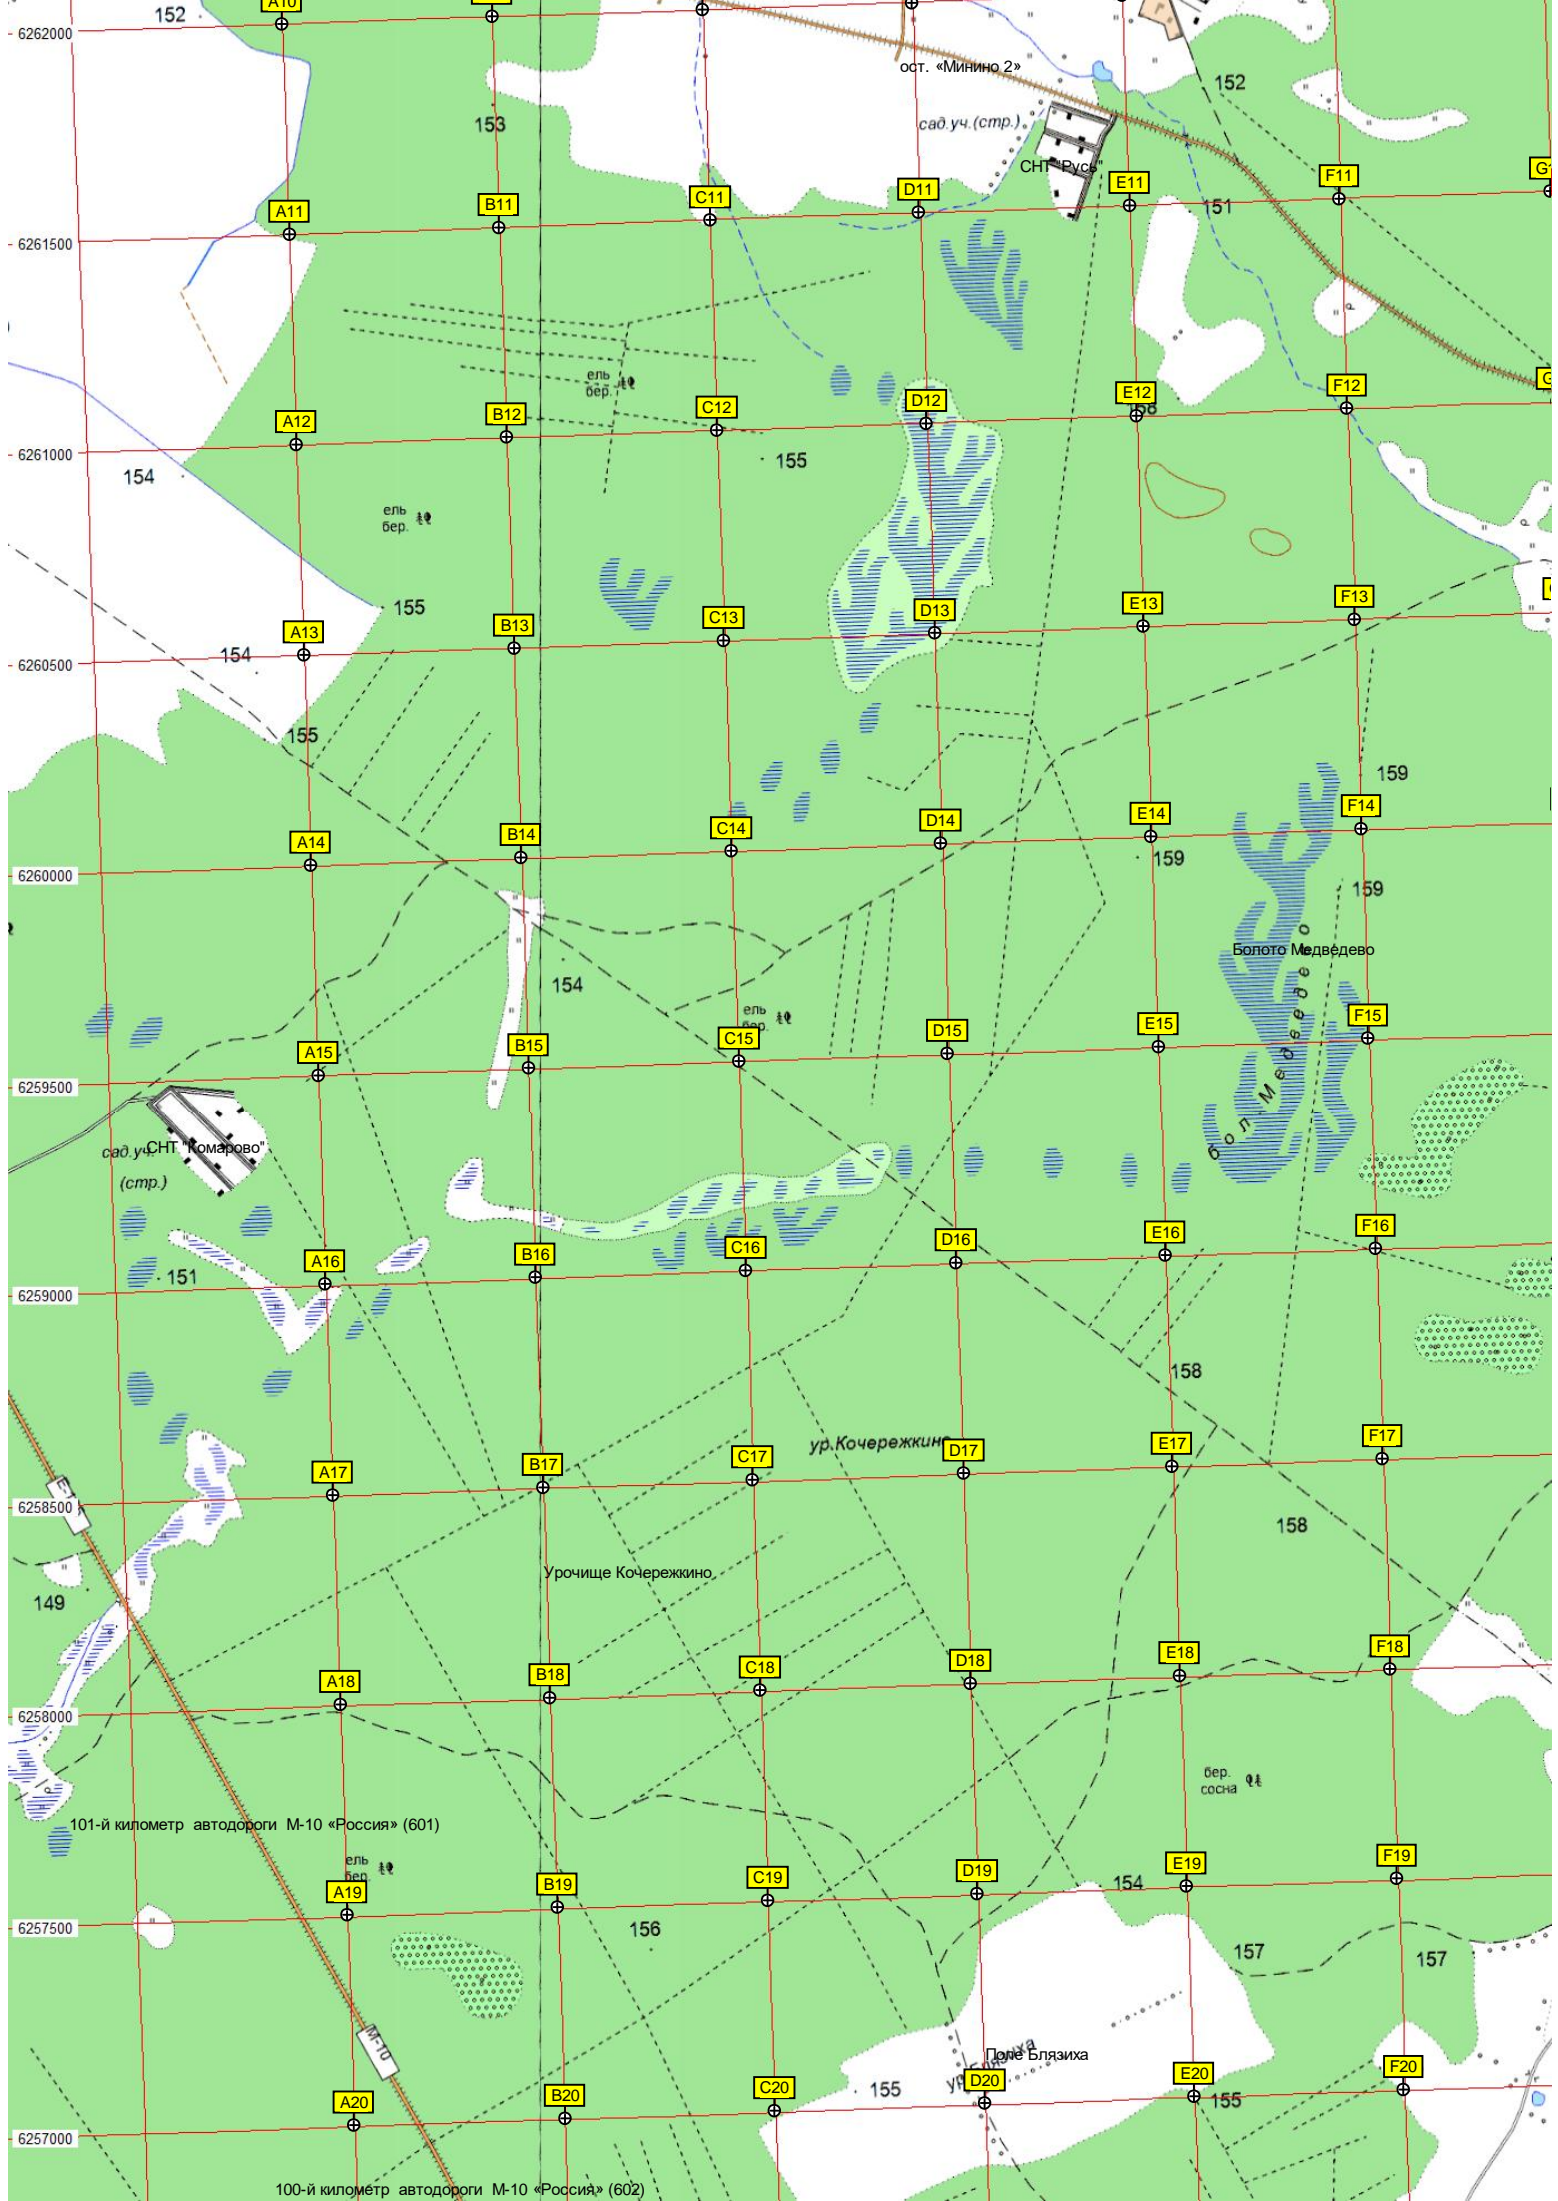 A10
6262000
152
ост. «Минино 2»
152
153
сад.уч.(стр.)
СНТ "Русь"
A11
B11
C11
D11
E11
F11
151
6261500
ель
бер.
A12
B12
C12
D12
E12
F12
158
6261000
154
155
ель
бер.
155
A13
B13
C13
D13
E13
F13
154
6260500
155
159
A14
B14
C14
D14
E14
F14
159
6260000
159
Болото Медведево
бол. Медведево
154
ель
бер.
A15
B15
C15
D15
E15
F15
6259500
сад.уч.
СНТ "Комарово"
(стр.)
A16
B16
C16
D16
E16
F16
151
6259000
158
ур.Кочережкино
A17
B17
C17
D17
E17
F17
6258500
158
Урочище Кочережкино
149
A18
B18
C18
D18
E18
F18
6258000
бер.
сосна
101-й километр автодороги М-10 «Россия» (601)
ель
бер.
A19
B19
C19
D19
E19
F19
154
6257500
156
157
157
М-10
Поле Блязиха
ур.Блязиха
155
A20
B20
C20
D20
E20
F20
155
6257000
100-й километр автодороги М-10 «Россия» (602)